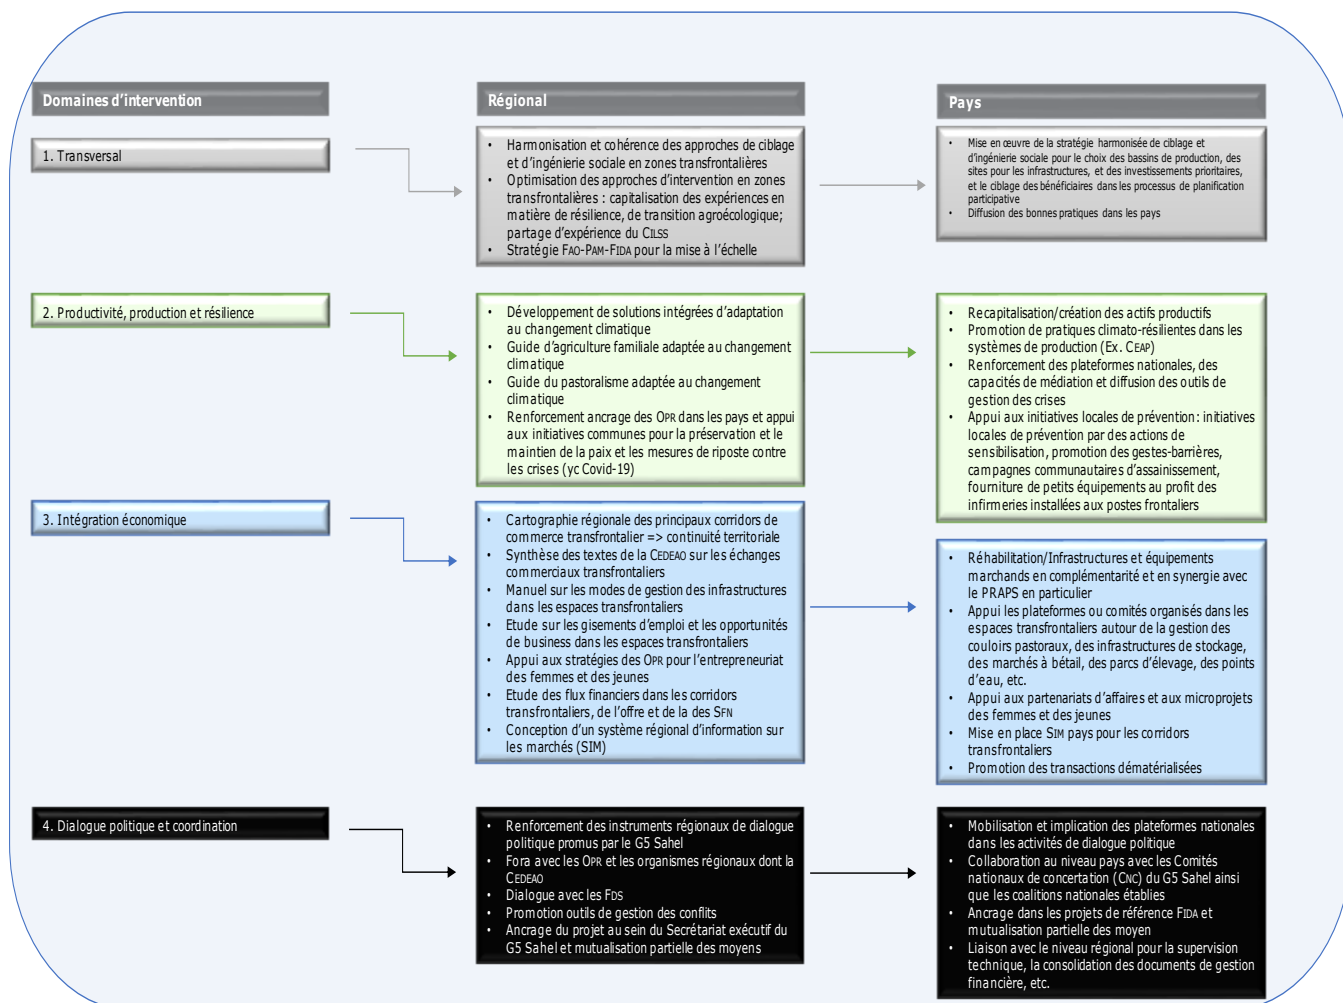 Domaines d'intervention
Régional
Pays
1. Transversal
• Harmonisation et cohérence des approches de ciblage
et d'ingénierie sociale en zones transfrontalières
• Optimisation des approches d'intervention en zones
transfrontalières : capitalisation des expériences en
matière de résilience, de transition agroécologique;
partage d'expérience du CILSS
• Stratégie FAO-PAM-FIDA pour la mise à l'échelle
• Mise en œuvre de la stratégie harmonisée de ciblage et
d'ingénierie sociale pour le choix des bassins de production, des
sites pour les infrastructures, et des investissements prioritaires,
et le ciblage des bénéficiaires dans les processus de planification
participative
• Diffusion des bonnes pratiques dans les pays
2. Productivité, production et résilience
• Développement de solutions intégrées d'adaptation
au changement climatique
• Guide d'agriculture familiale adaptée au changement
climatique
• Guide du pastoralisme adaptée au changement
climatique
• Renforcement ancrage des OPR dans les pays et appui
aux initiatives communes pour la préservation et le
maintien de la paix et les mesures de riposte contre
les crises (yc Covid-19)
• Recapitalisation/création des actifs productifs
• Promotion de pratiques climato-résilientes dans les
systèmes de production (Ex. CEAP)
• Renforcement des plateformes nationales, des
capacités de médiation et diffusion des outils de
gestion des crises
• Appui aux initiatives locales de prévention : initiatives
locales de prévention par des actions de
sensibilisation, promotion des gestes-barrières,
campagnes communautaires d'assainissement,
fourniture de petits équipements au profit des
infirmeries installées aux postes frontaliers
3. Intégration économique
• Cartographie régionale des principaux corridors de
commerce transfrontalier => continuité territoriale
• Synthèse des textes de la CEDEAO sur les échanges
commerciaux transfrontaliers
• Manuel sur les modes de gestion des infrastructures
dans les espaces transfrontaliers
• Etude sur les gisements d'emploi et les opportunités
de business dans les espaces transfrontaliers
• Appui aux stratégies des OPR pour l'entrepreneuriat
des femmes et des jeunes
• Etude des flux financiers dans les corridors
transfrontaliers, de l'offre et de la des SFN
• Conception d'un système régional d'information sur
les marchés (SIM)
• Réhabilitation/Infrastructures et équipements
marchands en complémentarité et en synergie avec
le PRAPS en particulier
• Appui les plateformes ou comités organisés dans les
espaces transfrontaliers autour de la gestion des
couloirs pastoraux, des infrastructures de stockage,
des marchés à bétail, des parcs d'élevage, des points
d'eau, etc.
• Appui aux partenariats d'affaires et aux microprojets
des femmes et des jeunes
• Mise en place SIM pays pour les corridors
transfrontaliers
• Promotion des transactions dématérialisées
4. Dialogue politique et coordination
• Renforcement des instruments régionaux de dialogue
politique promus par le G5 Sahel
• Fora avec les OPR et les organismes régionaux dont la
CEDEAO
• Dialogue avec les FDS
• Promotion outils de gestion des conflits
• Ancrage du projet au sein du Secrétariat exécutif du
G5 Sahel et mutualisation partielle des moyens
• Mobilisation et implication des plateformes nationales
dans les activités de dialogue politique
• Collaboration au niveau pays avec les Comités
nationaux de concertation (CNC) du G5 Sahel ainsi
que les coalitions nationales établies
• Ancrage dans les projets de référence FIDA et
mutualisation partielle des moyen
• Liaison avec le niveau régional pour la supervision
technique, la consolidation des documents de gestion
financière, etc.